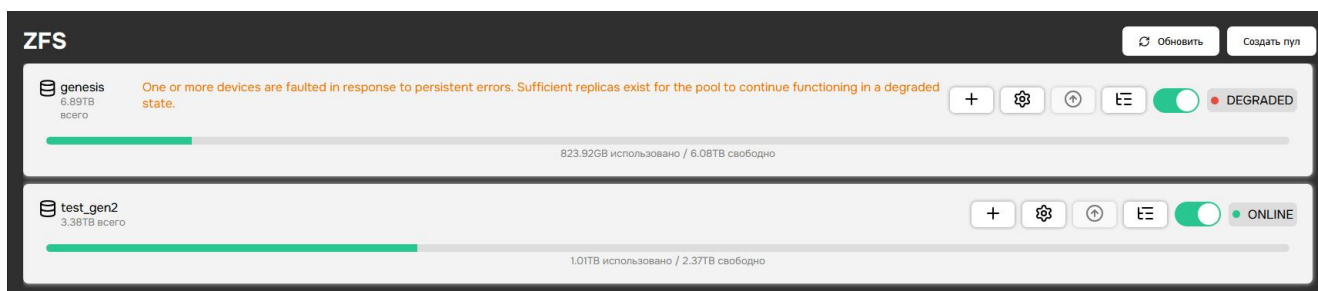 ZFS
Обновить
Создать пул
genesis
6.89TB
всего
One or more devices are faulted in response to persistent errors. Sufficient replicas exist for the pool to continue functioning in a degraded
state.
DEGRADED
823.92GB использовано / 6.08TB свободно
test_gen2
3.38TB всего
ONLINE
1.01TB использовано / 2.37TB свободно